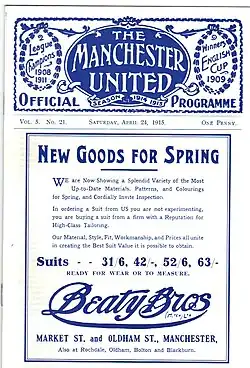 THE
MANCHESTER
UNITED
2
League
Champions
1908
1911
Winners
ENGLISH
CUP
1909
OFFICIAL SEASON 1914 1915 PROGRAMME
VOL. 3. No. 21. SATURDAY, APRIL 24, 1915. ONE PENNY.
NEW GOODS FOR SPRING
WE are Now Showing a Splendid Variety of the Most
Up-to-Date Materials, Patterns, and Colourings
for Spring, and Cordially Invite Inspection.
In ordering a Suit from US you are not experimenting,
you are buying a suit from a firm with a Reputation for
High-Class Tailoring.
Our Material, Style, Fit, Workmanship, and Prices all unite
in creating the Best Suit Value it is possible to obtain.
Suits -- 31/6, 42/-, 52/6, 63/-
READY FOR WEAR OR TO MEASURE.
Beaty Bros
MARKET ST. and OLDHAM ST., MANCHESTER,
Also at Rochdale, Oldham, Bolton and Blackburn.